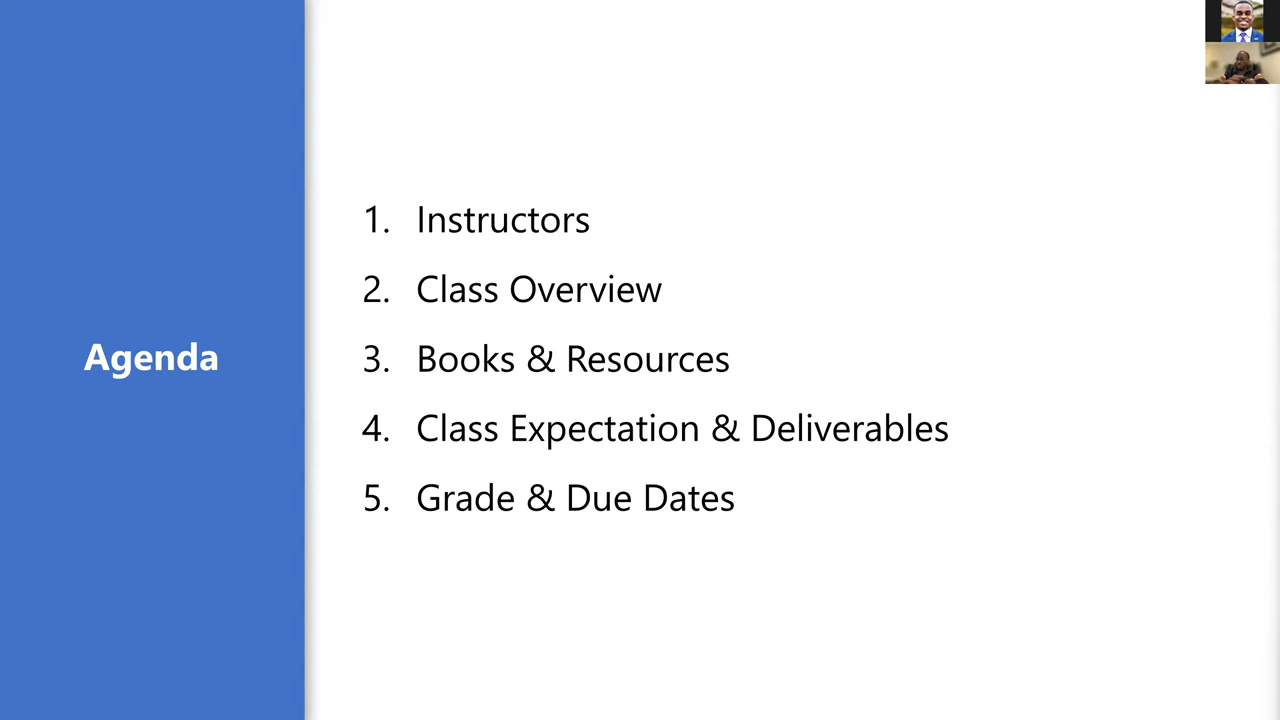 Agenda
1. Instructors
2. Class Overview
3. Books & Resources
4. Class Expectation & Deliverables
5. Grade & Due Dates